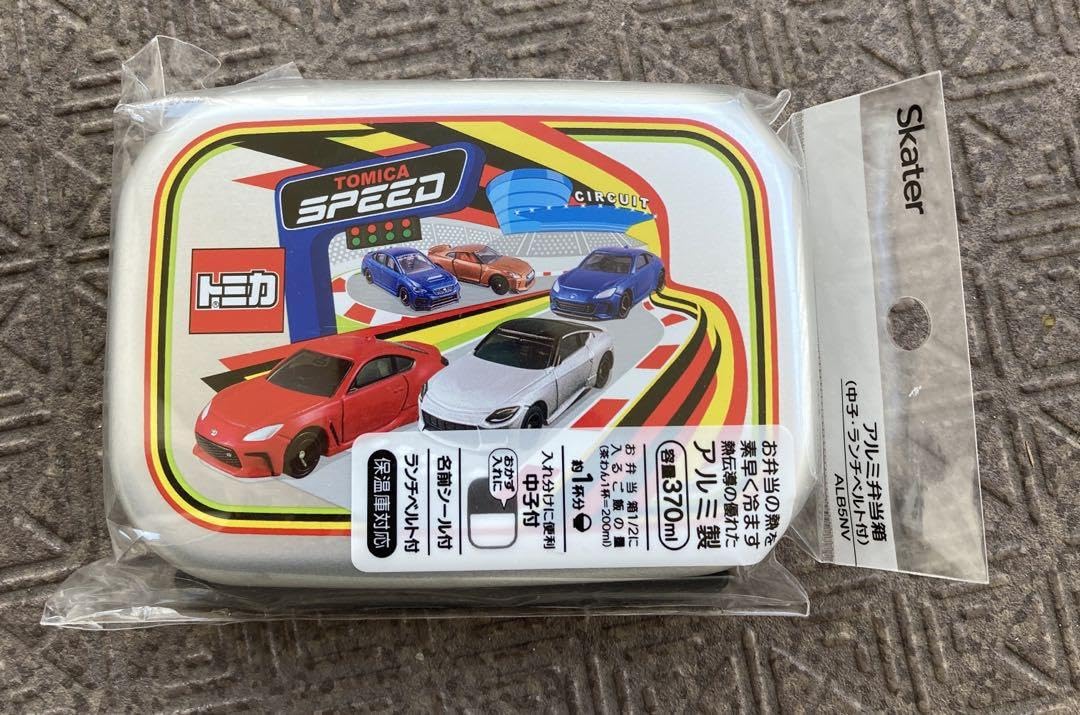 TOMICA
SPEED
CIRCUIT
トミカ
お弁当の熱を
素早く冷ます
熱伝導の優れた
アルミ製
容量370ml
お弁当箱1/2に
入るご飯の量
(茶わん1杯=200ml)
約1杯分
入れ分けに便利
中子付
おかず
入れに
名前シール付
ランチベルト付
保温庫対応
Skater
アルミ弁当箱
(中子・ランチベルト付)
ALB5NV